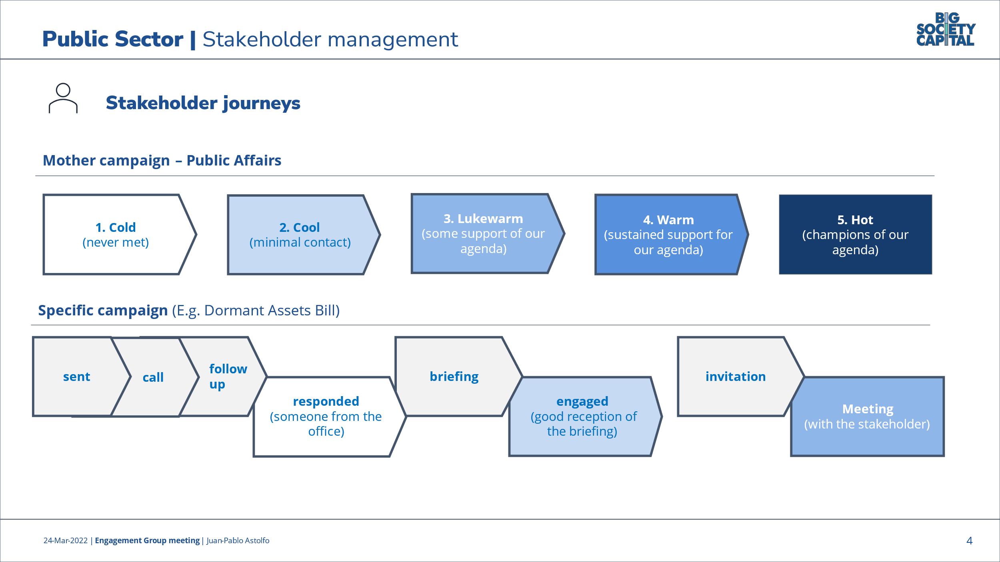 Public Sector | Stakeholder management
BIG
SOCIETY
CAPITAL
Stakeholder journeys
Mother campaign – Public Affairs
1. Cold
(never met)
2. Cool
(minimal contact)
3. Lukewarm
(some support of our
agenda)
4. Warm
(sustained support for
our agenda)
5. Hot
(champions of our
agenda)
Specific campaign (E.g. Dormant Assets Bill)
sent
call
follow
up
responded
(someone from the
office)
briefing
engaged
(good reception of
the briefing)
invitation
Meeting
(with the stakeholder)
24-Mar-2022 | Engagement Group meeting | Juan-Pablo Astolfo
4